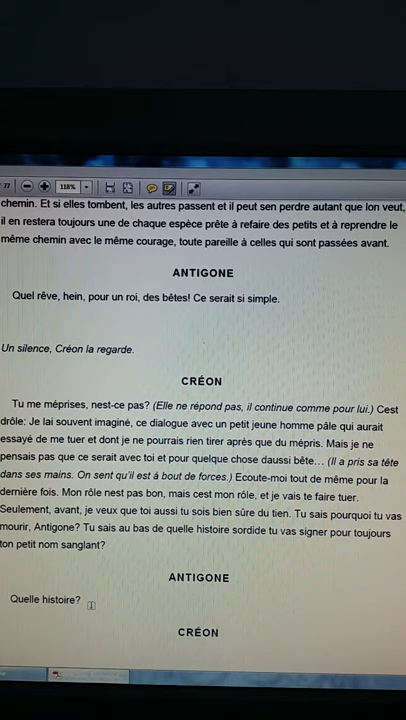 77
118%
chemin. Et si elles tombent, les autres passent et il peut sen perdre autant que lon veut,
il en restera toujours une de chaque espèce prête à refaire des petits et à reprendre le
même chemin avec le même courage, toute pareille à celles qui sont passées avant.
ANTIGONE
Quel rêve, hein, pour un roi, des bêtes! Ce serait si simple.
Un silence, Créon la regarde.
CRÉON
Tu me méprises, nest-ce pas? (Elle ne répond pas, il continue comme pour lui.) Cest
drôle: Je lai souvent imaginé, ce dialogue avec un petit jeune homme pâle qui aurait
essayé de me tuer et dont je ne pourrais rien tirer après que du mépris. Mais je ne
pensais pas que ce serait avec toi et pour quelque chose daussi bête… (Il a pris sa tête
dans ses mains. On sent qu'il est à bout de forces.) Ecoute-moi tout de même pour la
dernière fois. Mon rôle nest pas bon, mais cest mon rôle, et je vais te faire tuer.
Seulement, avant, je veux que toi aussi tu sois bien sûre du tien. Tu sais pourquoi tu vas
mourir, Antigone? Tu sais au bas de quelle histoire sordide tu vas signer pour toujours
ton petit nom sanglant?
ANTIGONE
Quelle histoire?
CRÉON